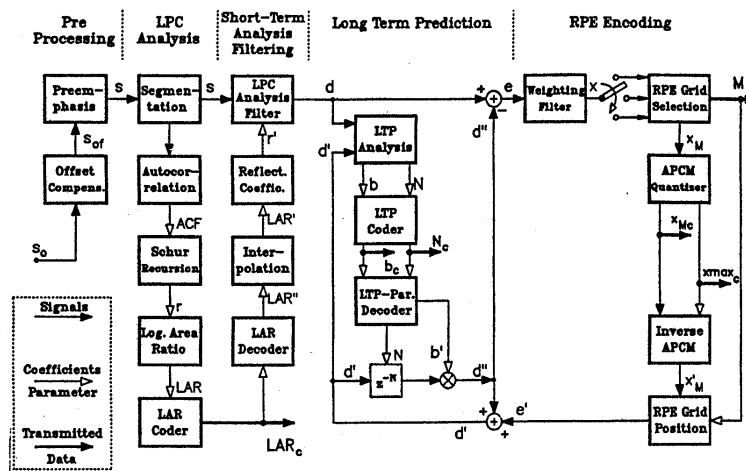 Pre
Processing
LPC
Analysis
Short-Term
Analysis
Filtering
Long Term Prediction
RPE Encoding
Preem-
phasis
s
Segmen-
tation
s
LPC
Analysis
Filter
d
+
+
−
e
Weighting
Filter
x
RPE Grid
Selection
M
s_of
r'
d''
x_M
LTP
Analysis
d'
Offset
Compens.
Autocor-
relation
Reflect.
Coeffic.
b
N
APCM
Quantizer
ACF
LAR'
LTP
Coder
x_Mc
s_o
N_c
b_c
Schur
Recursion
Inter-
polation
xmax_c
LTP-Par.
Decoder
r
LAR''
Signals
Log. Area
Ratio
LAR
Decoder
Inverse
APCM
N
b'
Coefficients
Parameter
d'
z^-N
d''
LAR
x'_M
Transmitted
Data
LAR
Coder
LAR_c
+
+
+
d'
e'
RPE Grid
Position